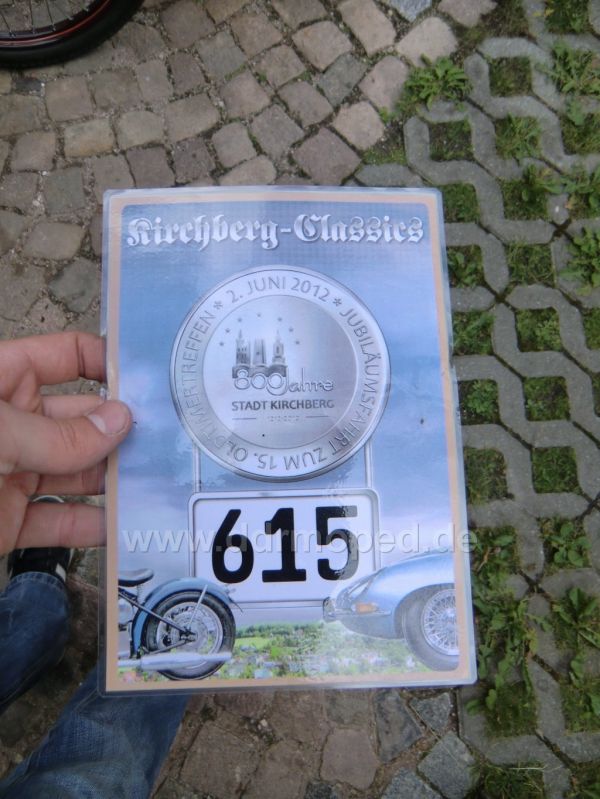 Kirchberg-Classics
* 2. JUNI 2012 * JUBILÄUMSFAHRT ZUM 15. OLDTIMERTREFFEN
800 Jahre
STADT KIRCHBERG
615
www.ddrmoped.de